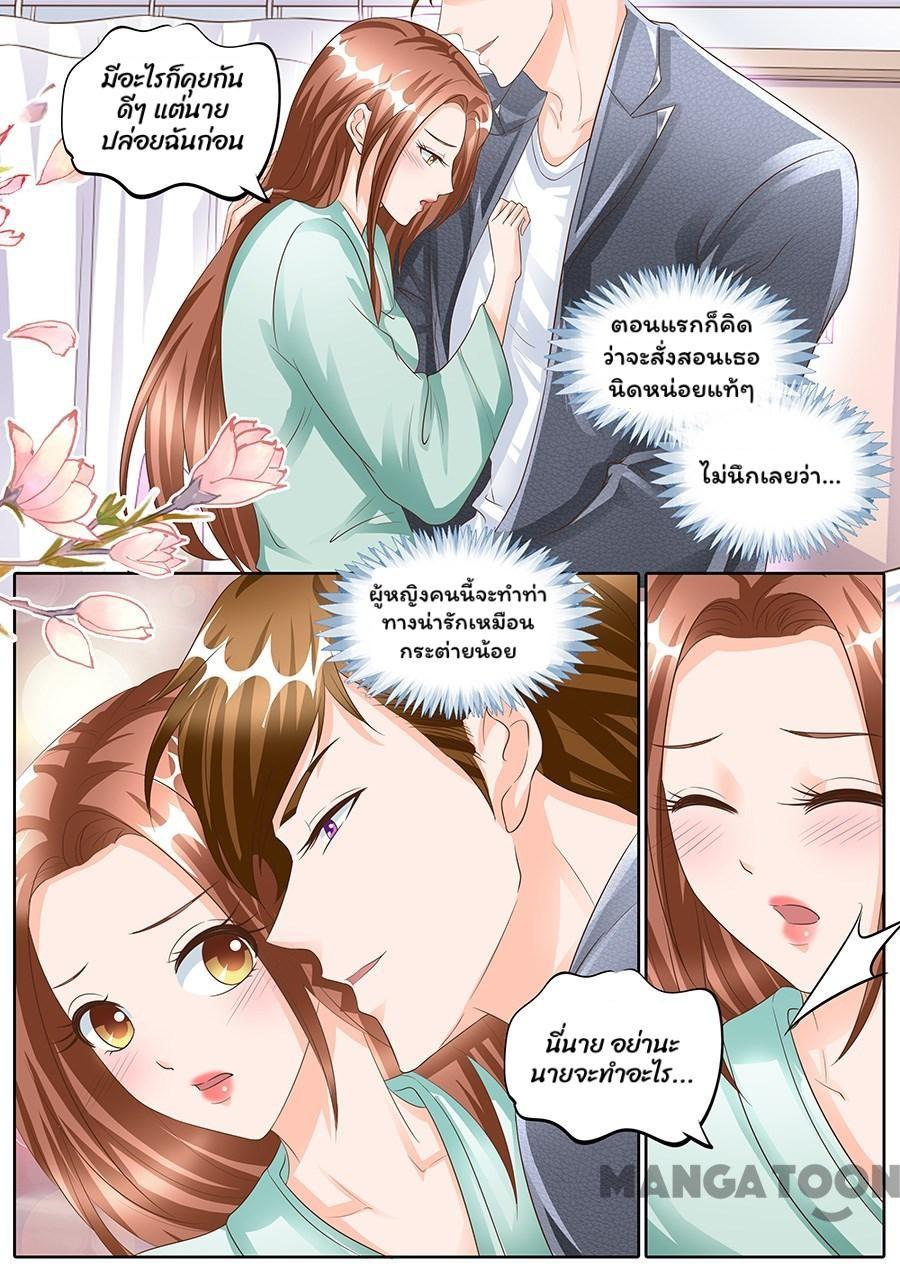 มีอะไรก็คุยกัน
ดีๆ แต่นาย
ปล่อยฉันก่อน
ตอนแรกก็คิด
ว่าจะสั่งสอนเธอ
นิดหน่อยแท้ๆ
ไม่นึกเลยว่า...
ผู้หญิงคนนี้จะทำท่า
ทางน่ารักเหมือน
กระต่ายน้อย
นี่นาย อย่านะ
นายจะทำอะไร...
MANGATOON